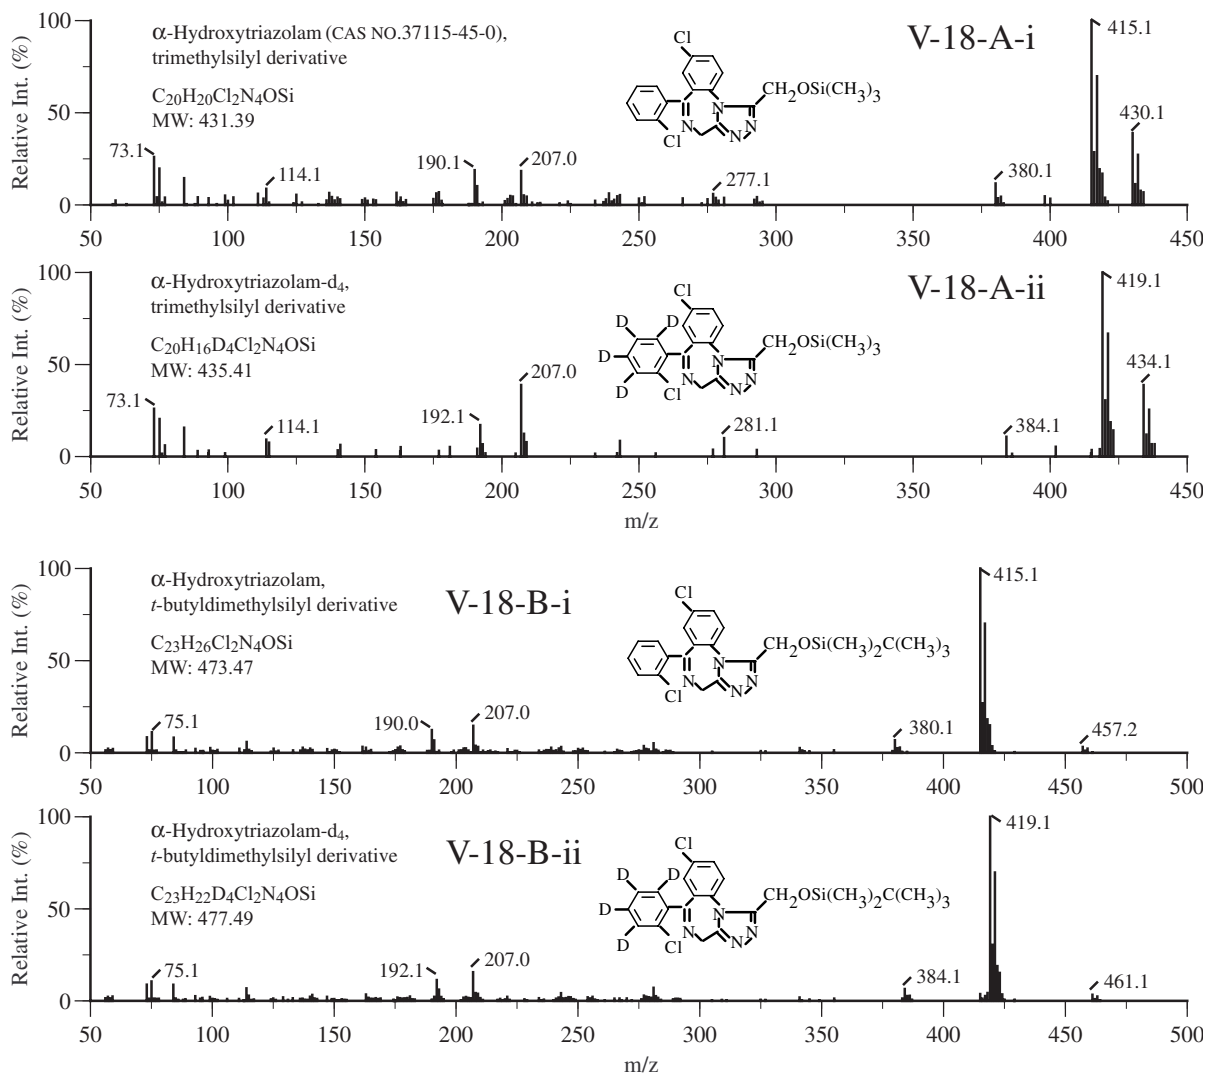 α-Hydroxytriazolam (CAS NO.37115-45-0),
trimethylsilyl derivative
C20H20Cl2N4OSi
MW: 431.39
V-18-A-i
Relative Int. (%)
100
50
0
73.1
114.1
190.1
207.0
277.1
380.1
415.1
430.1
Cl
N
N
N
N
Cl
CH2OSi(CH3)3
50 100 150 200 250 300 350 400 450
α-Hydroxytriazolam-d4,
trimethylsilyl derivative
C20H16D4Cl2N4OSi
MW: 435.41
V-18-A-ii
Relative Int. (%)
100
50
0
73.1
114.1
192.1
207.0
281.1
384.1
419.1
434.1
Cl
D
D
D
D
N
N
N
N
Cl
CH2OSi(CH3)3
50 100 150 200 250 300 350 400 450
m/z
α-Hydroxytriazolam,
t-butyldimethylsilyl derivative
C23H26Cl2N4OSi
MW: 473.47
V-18-B-i
Relative Int. (%)
100
50
0
75.1
190.0
207.0
380.1
415.1
457.2
Cl
N
N
N
N
Cl
CH2OSi(CH3)2C(CH3)3
50 100 150 200 250 300 350 400 450 500
α-Hydroxytriazolam-d4,
t-butyldimethylsilyl derivative
C23H22D4Cl2N4OSi
MW: 477.49
V-18-B-ii
Relative Int. (%)
100
50
0
75.1
192.1
207.0
384.1
419.1
461.1
Cl
D
D
D
D
N
N
N
N
Cl
CH2OSi(CH3)2C(CH3)3
50 100 150 200 250 300 350 400 450 500
m/z